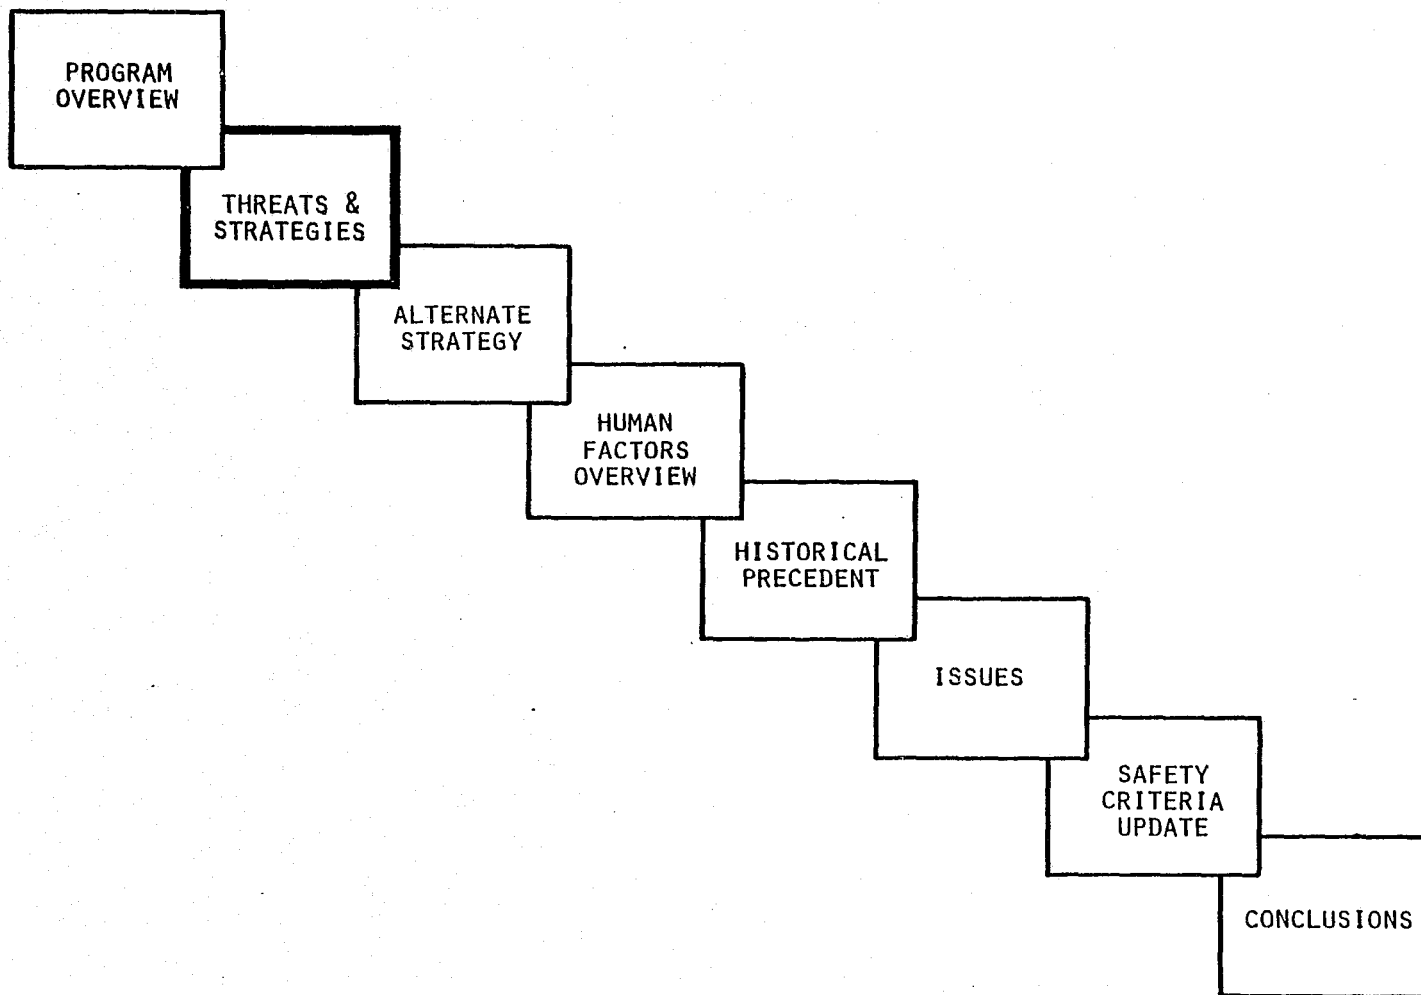 PROGRAM
OVERVIEW
THREATS &
STRATEGIES
ALTERNATE
STRATEGY
HUMAN
FACTORS
OVERVIEW
HISTORICAL
PRECEDENT
ISSUES
SAFETY
CRITERIA
UPDATE
CONCLUSIONS